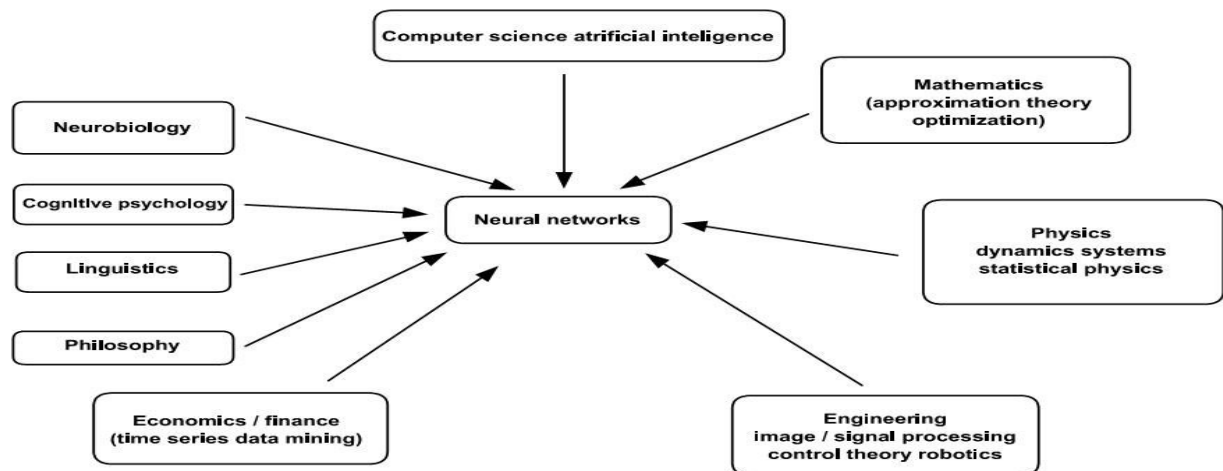 Computer science atrificial inteligence
Mathematics
(approximation theory
optimization)
Neurobiology
Cognitive psychology
Neural networks
Physics
dynamics systems
statistical physics
Linguistics
Philosophy
Economics / finance
(time series data mining)
Engineering
image / signal processing
control theory robotics